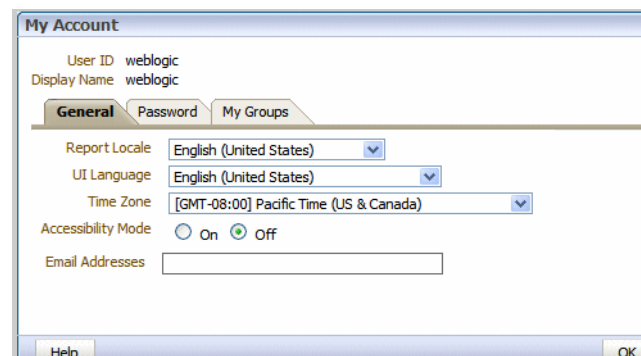 My Account
User ID weblogic
Display Name weblogic
General Password My Groups
Report Locale English (United States)
UI Language English (United States)
Time Zone [GMT-08:00] Pacific Time (US & Canada)
Accessibility Mode On Off
Email Addresses
Help OK